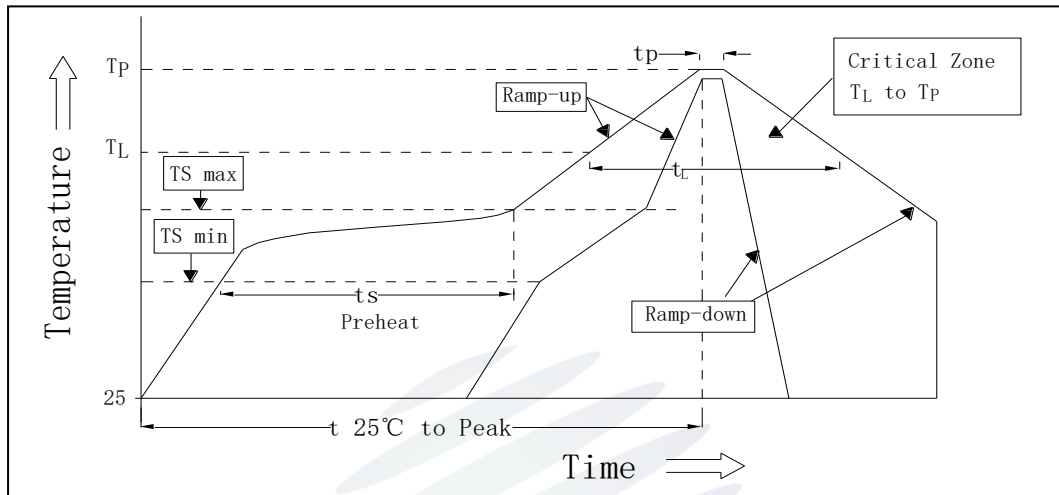 tp
TP
Critical Zone
TL to TP
Ramp-up
TL
tL
TS max
TS min
ts
Preheat
Ramp-down
25
t 25℃ to Peak
Temperature
Time